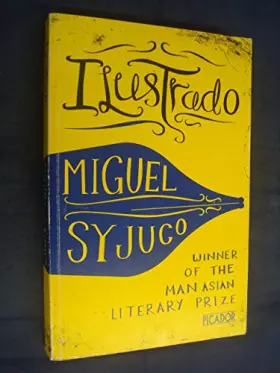 Ilustrado
MIGUEL
SYJUCO
WINNER
OF THE
MAN ASIAN
LITERARY PRIZE
PICADOR